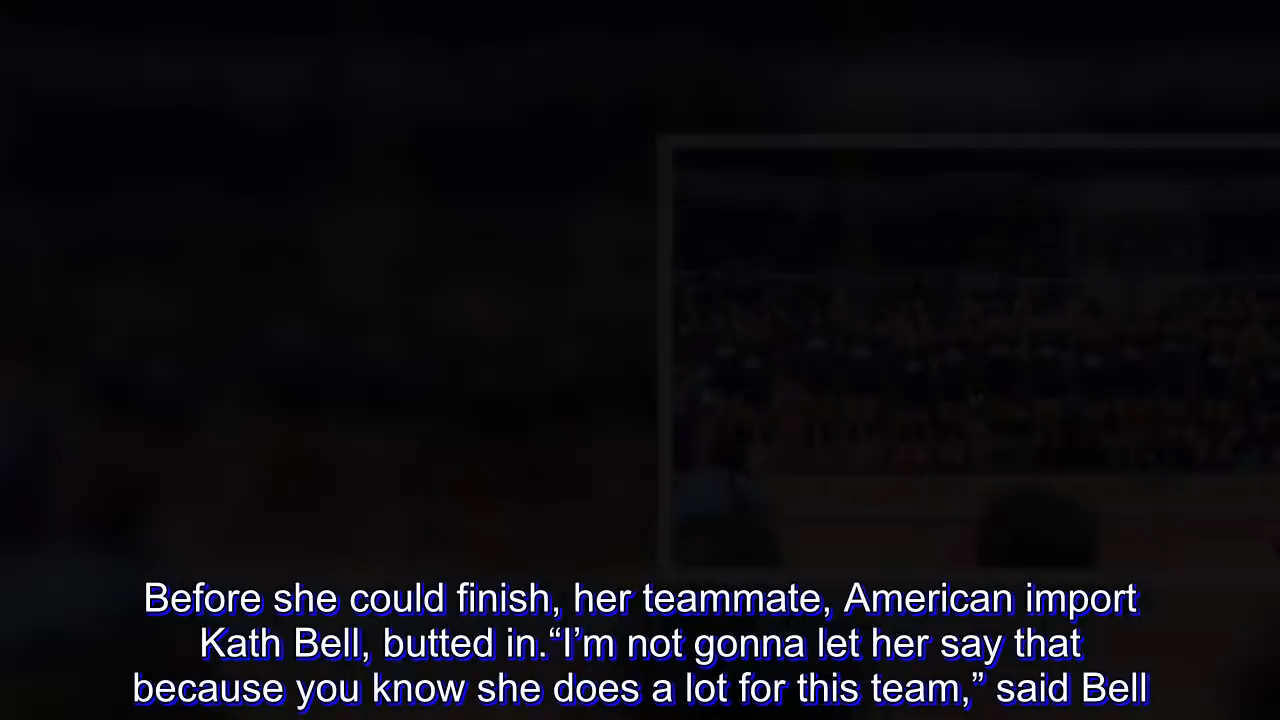 Before she could finish, her teammate, American import
Kath Bell, butted in.“I’m not gonna let her say that
because you know she does a lot for this team,” said Bell